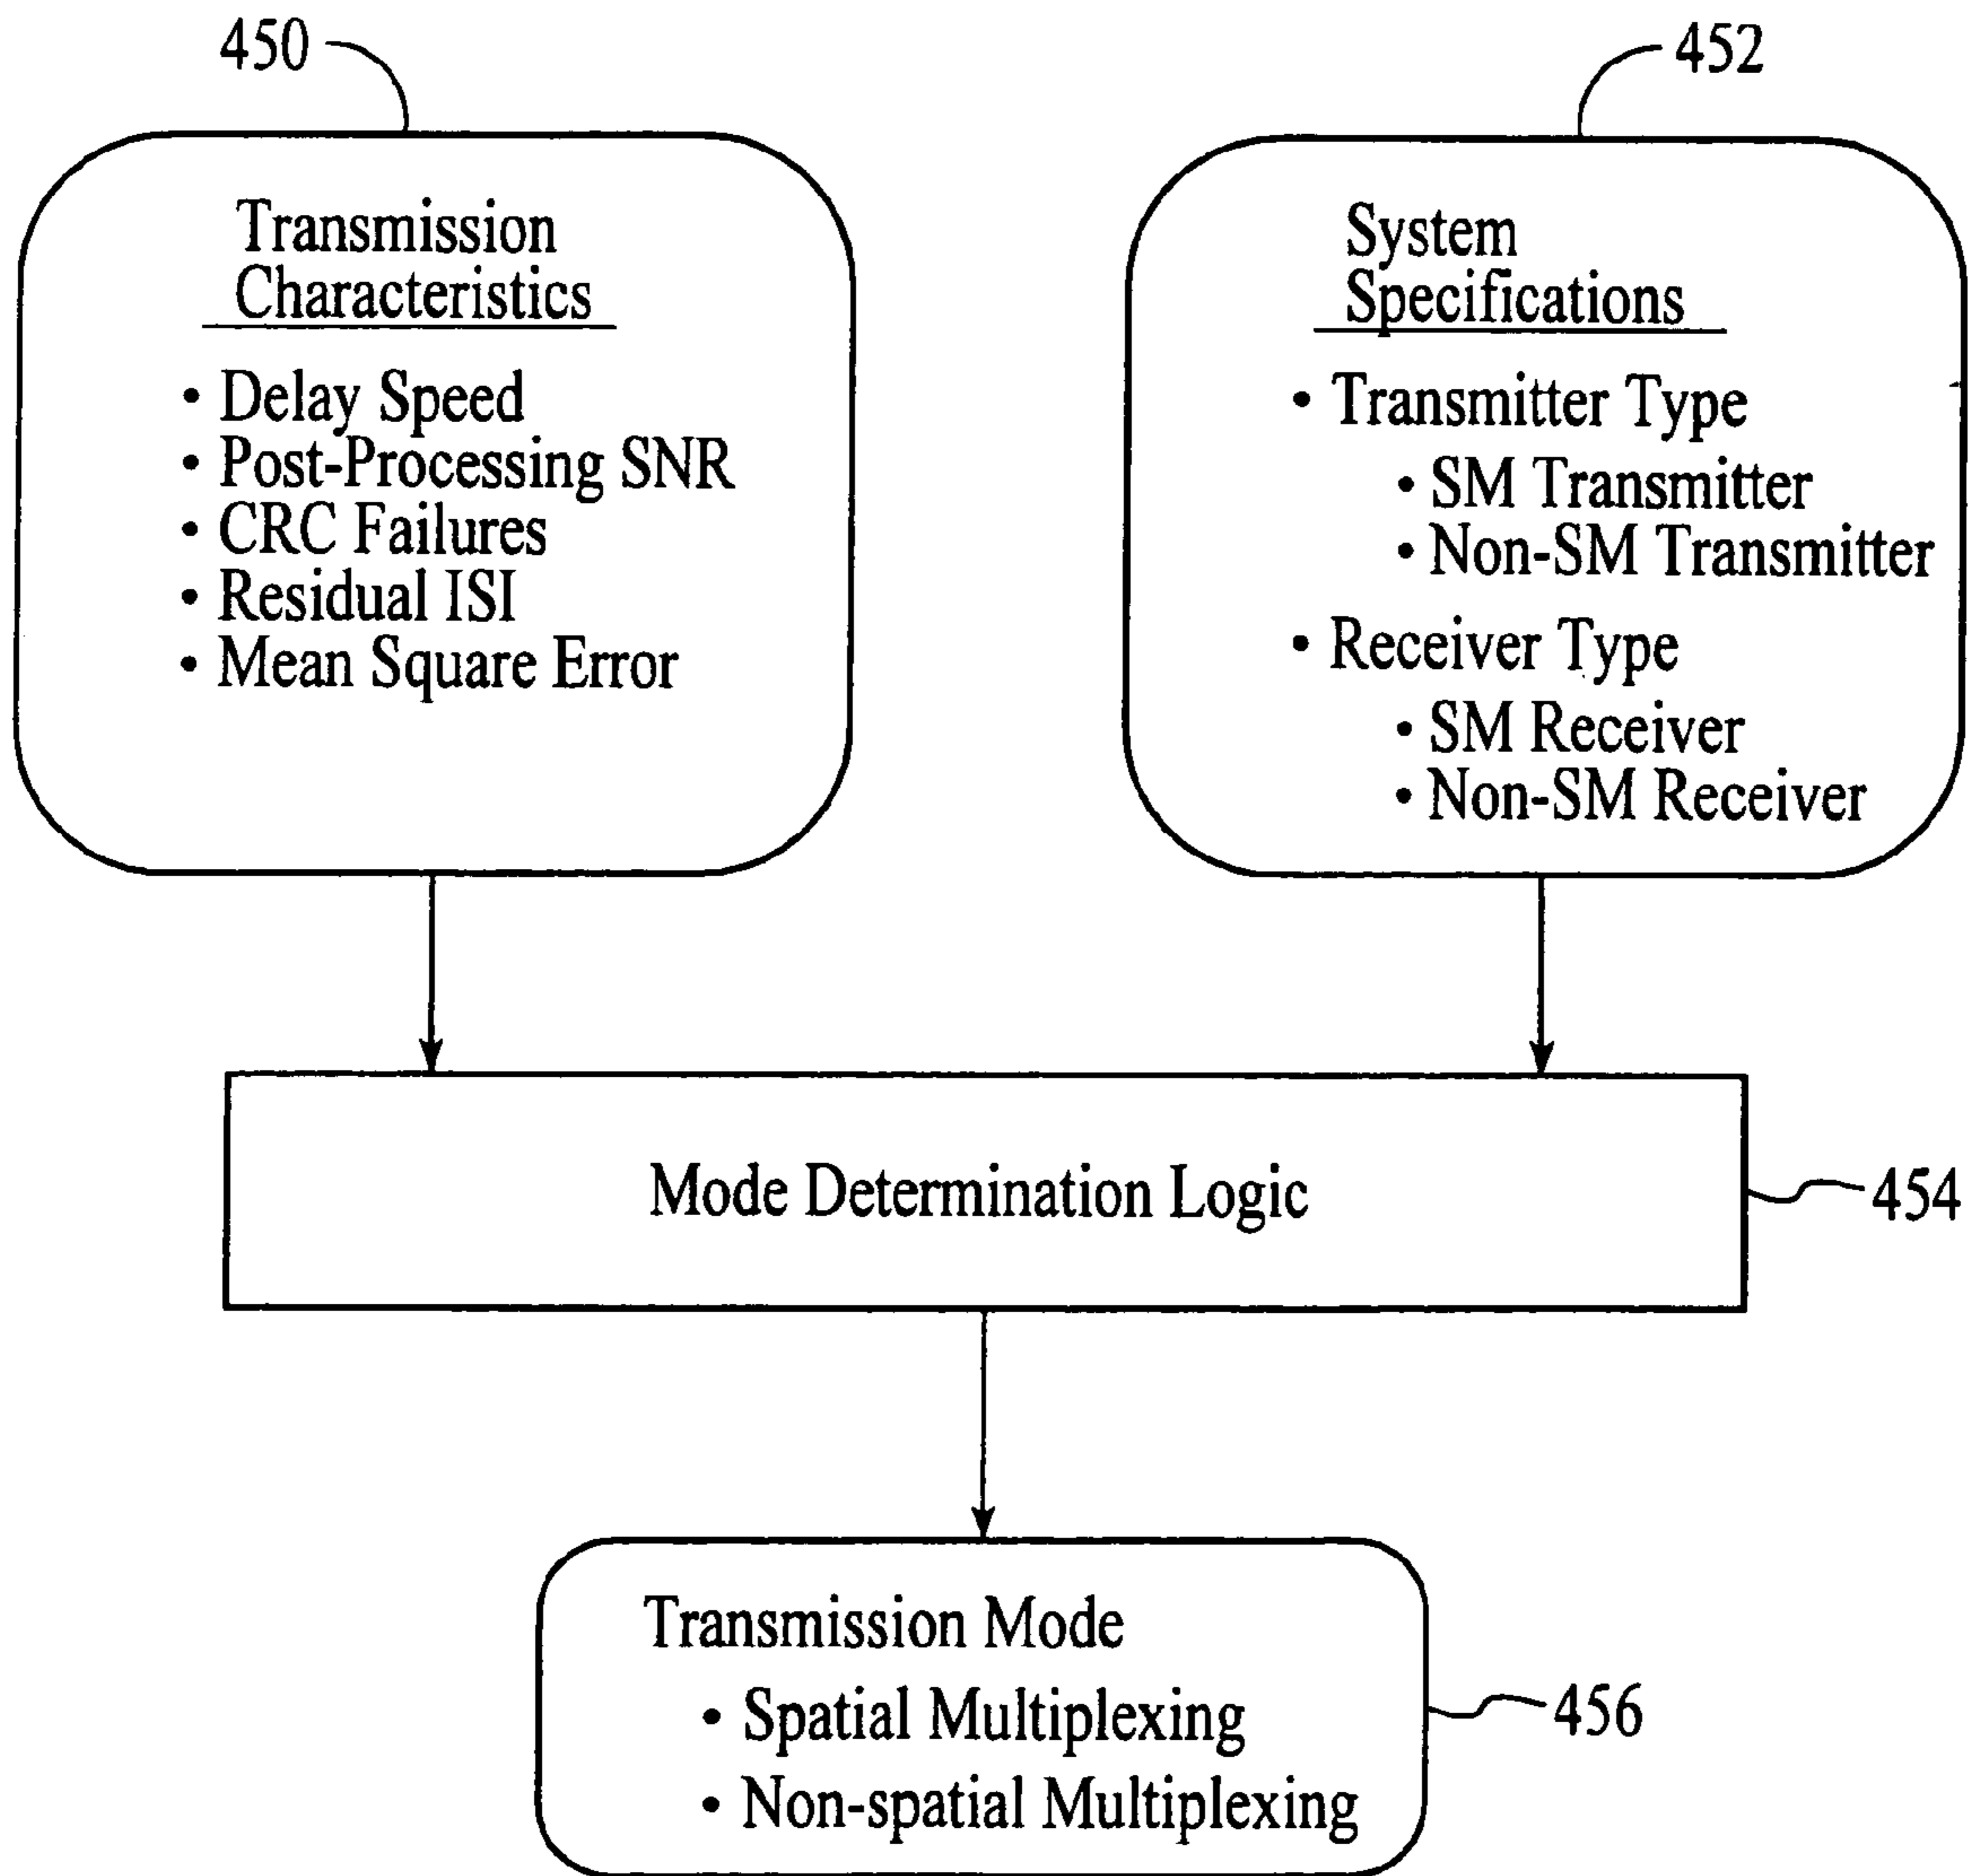 450
452
Transmission
Characteristics
• Delay Speed
• Post-Processing SNR
• CRC Failures
• Residual ISI
• Mean Square Error
System
Specifications
• Transmitter Type
• SM Transmitter
• Non-SM Transmitter
• Receiver Type
• SM Receiver
• Non-SM Receiver
Mode Determination Logic
454
Transmission Mode
• Spatial Multiplexing
• Non-spatial Multiplexing
456